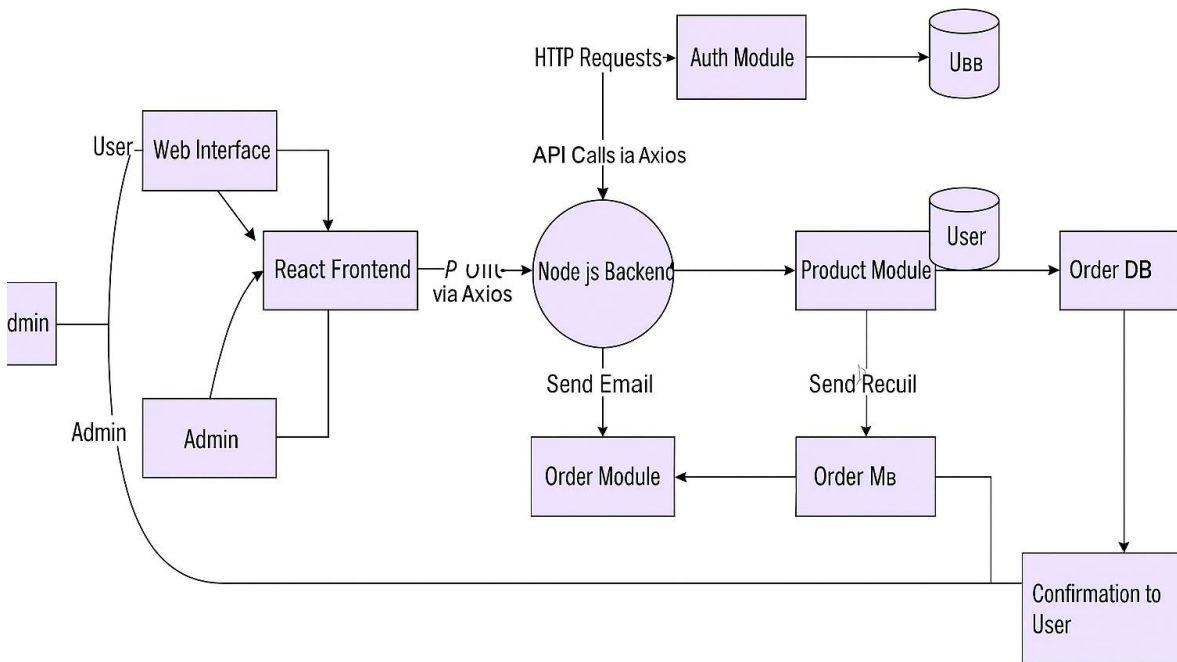 HTTP Requests
Auth Module
UBB
User
Web Interface
API Calls ia Axios
User
React Frontend
via Axios
Node js Backend
Product Module
Order DB
dmin
Send Email
Send Recuil
Admin
Admin
Order Module
Order MB
Confirmation to
User